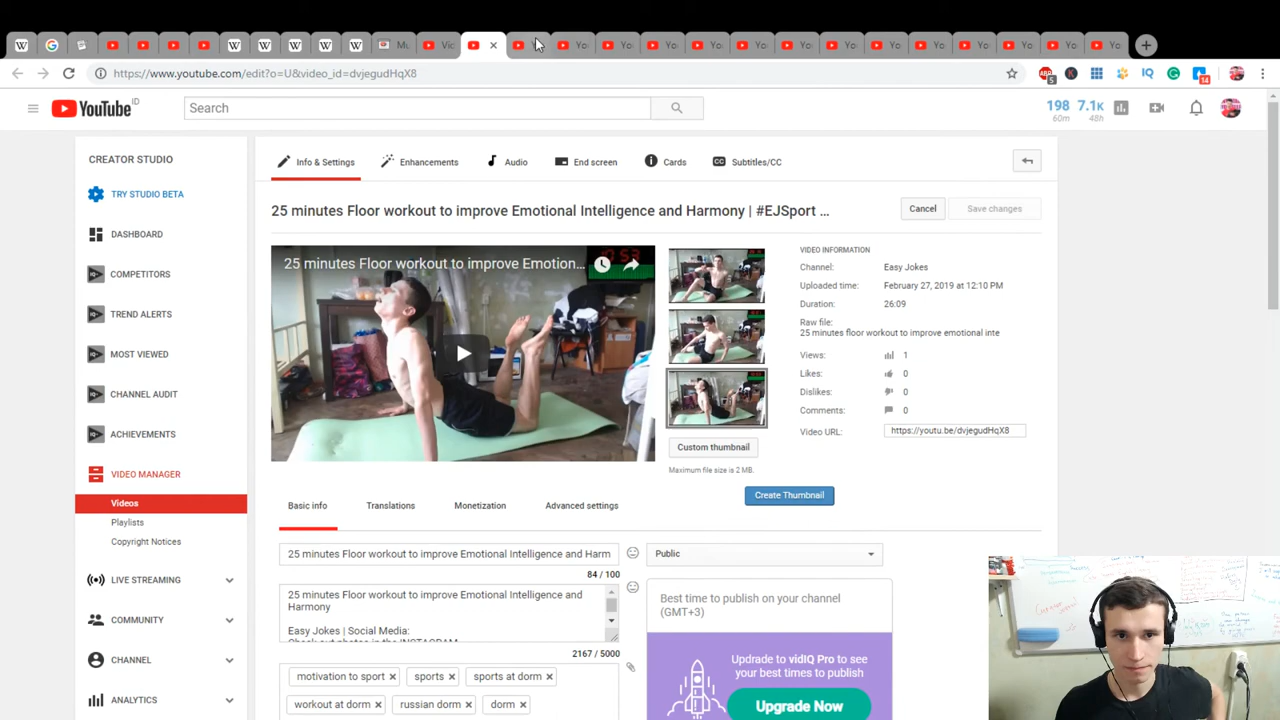 https://www.youtube.com/edit?o=U&video_id=dvjegudHqX8
5
14
YouTube ID
Search
198
60m
7.1K
48h
CREATOR STUDIO
TRY STUDIO BETA
DASHBOARD
COMPETITORS
TREND ALERTS
MOST VIEWED
CHANNEL AUDIT
ACHIEVEMENTS
VIDEO MANAGER
Videos
Playlists
Copyright Notices
LIVE STREAMING
COMMUNITY
CHANNEL
ANALYTICS
Info & Settings
Enhancements
Audio
End screen
Cards
Subtitles/CC
25 minutes Floor workout to improve Emotional Intelligence and Harmony | #EJSport ...
Cancel
Save changes
25 minutes Floor workout to improve Emotion...
Custom thumbnail
Maximum file size is 2 MB.
Create Thumbnail
VIDEO INFORMATION
Channel: Easy Jokes
Uploaded time: February 27, 2019 at 12:10 PM
Duration: 26:09
Raw file:
25 minutes floor workout to improve emotional inte
Views: 1
Likes: 0
Dislikes: 0
Comments: 0
Video URL: https://youtu.be/dvjegudHqX8
Basic info
Translations
Monetization
Advanced settings
25 minutes Floor workout to improve Emotional Intelligence and Harm
84 / 100
25 minutes Floor workout to improve Emotional Intelligence and
Harmony
Easy Jokes | Social Media:
Check out photos in the INSTAGRAM
2167 / 5000
motivation to sport × sports × sports at dorm ×
workout at dorm × russian dorm × dorm ×
Public
Best time to publish on your channel
(GMT+3)
Upgrade to vidIQ Pro to see
your best times to publish
Upgrade Now